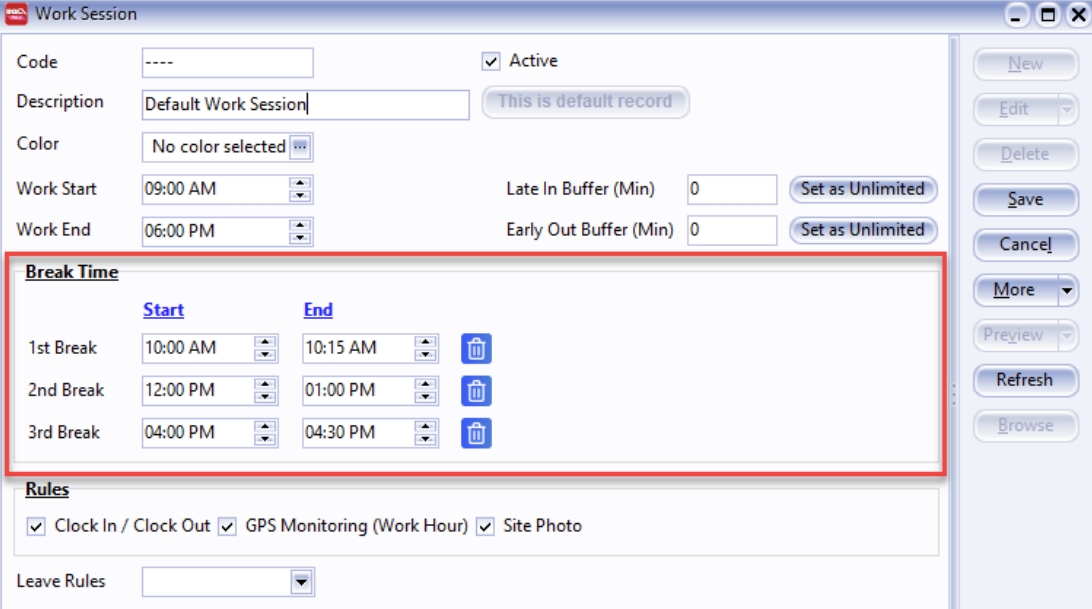 Work Session
Code ---- Active
Description Default Work Session This is default record
Color No color selected ...
Work Start 09:00 AM Late In Buffer (Min) 0 Set as Unlimited
Work End 06:00 PM Early Out Buffer (Min) 0 Set as Unlimited
Break Time
Start End
1st Break 10:00 AM 10:15 AM
2nd Break 12:00 PM 01:00 PM
3rd Break 04:00 PM 04:30 PM
Rules
Clock In / Clock Out GPS Monitoring (Work Hour) Site Photo
Leave Rules
New
Edit
Delete
Save
Cancel
More
Preview
Refresh
Browse